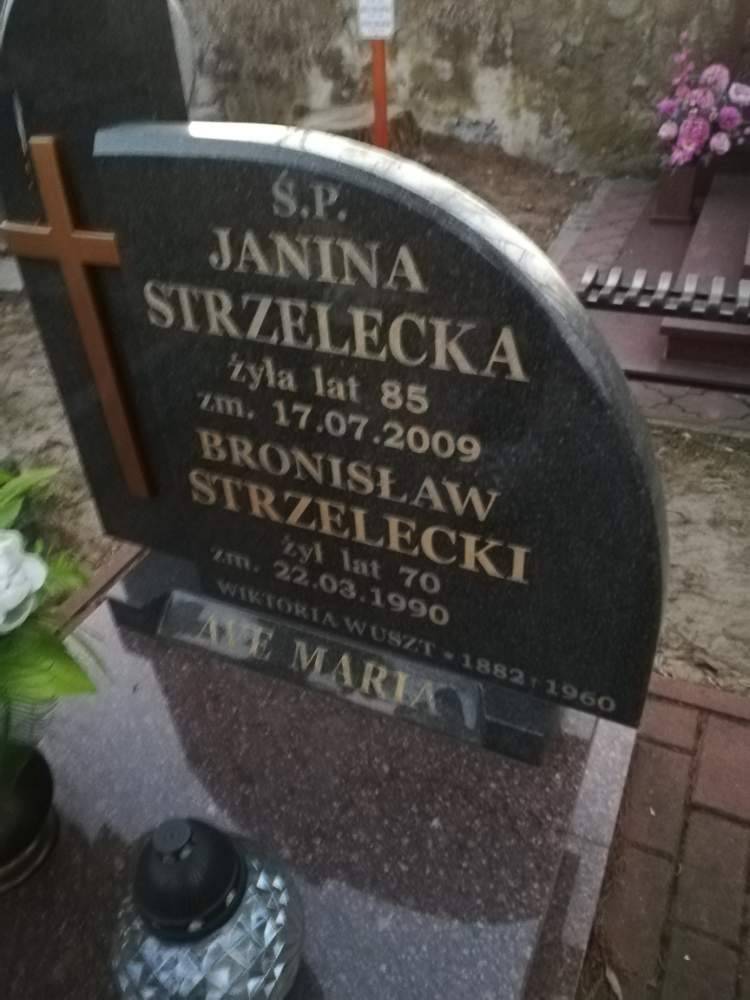 Ś.P.
JANINA
STRZELECKA
żyła lat 85
zm. 17.07.2009
BRONISŁAW
STRZELECKI
żył lat 70
zm. 22.03.1990
WIKTORIA WUSZT * 1882 † 1960
AVE MARIA